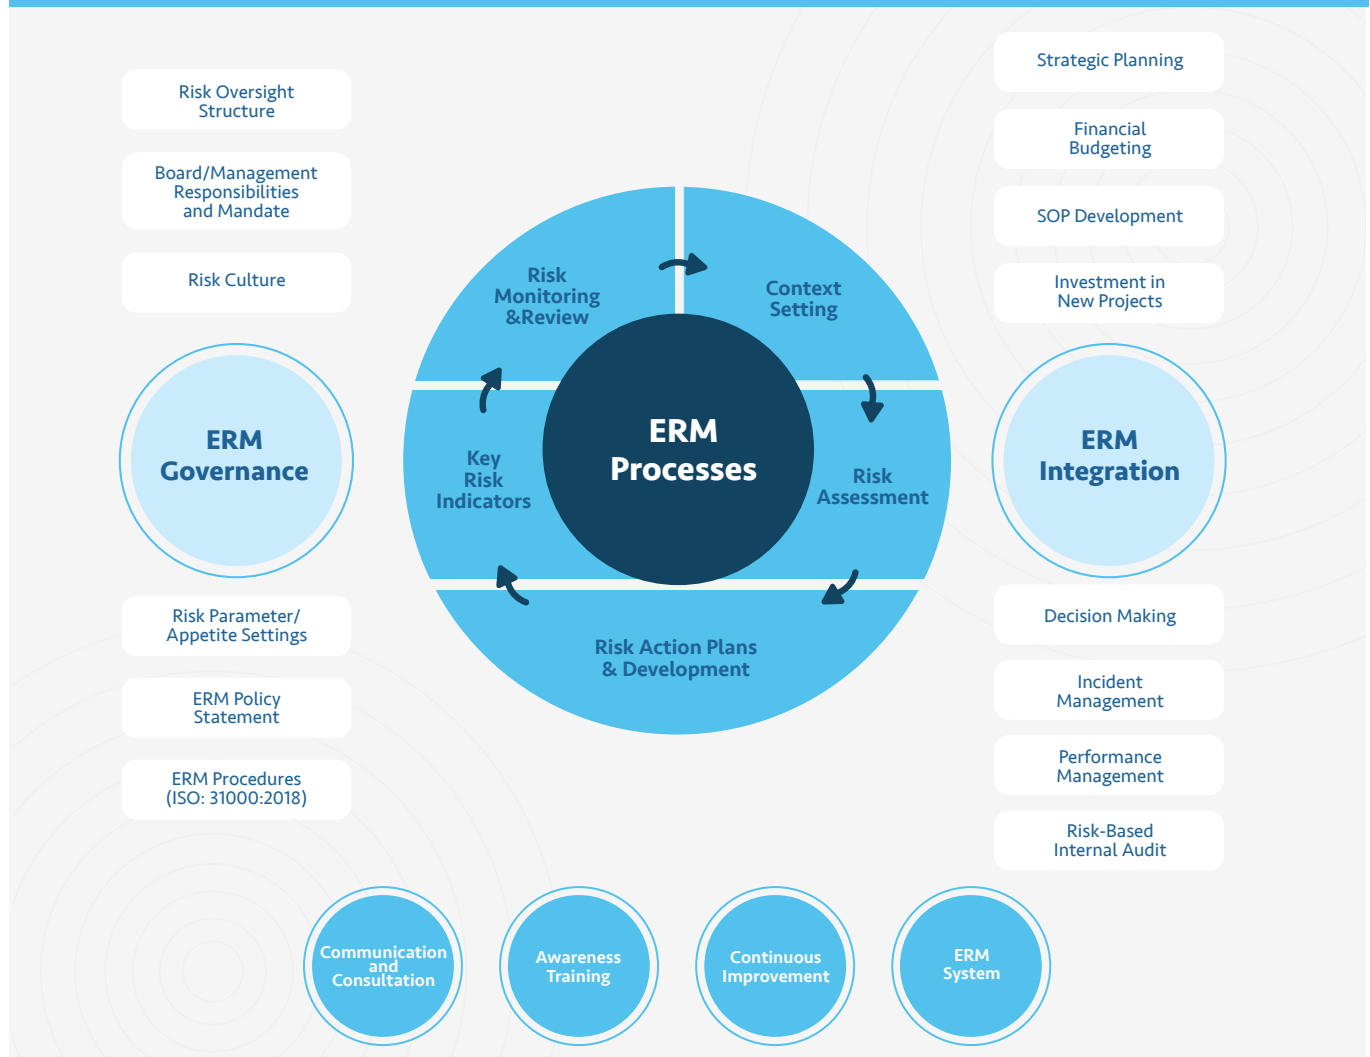 Risk Oversight
Structure
Board/Management
Responsibilities
and Mandate
Risk Culture
ERM
Governance
Risk Parameter/
Appetite Settings
ERM Policy
Statement
ERM Procedures
(ISO: 31000:2018)
Risk
Monitoring
&Review
Context
Setting
Key
Risk
Indicators
ERM
Processes
Risk
Assessment
Risk Action Plans
& Development
Strategic Planning
Financial
Budgeting
SOP Development
Investment in
New Projects
ERM
Integration
Decision Making
Incident
Management
Performance
Management
Risk-Based
Internal Audit
Communication
and
Consultation
Awareness
Training
Continuous
Improvement
ERM
System